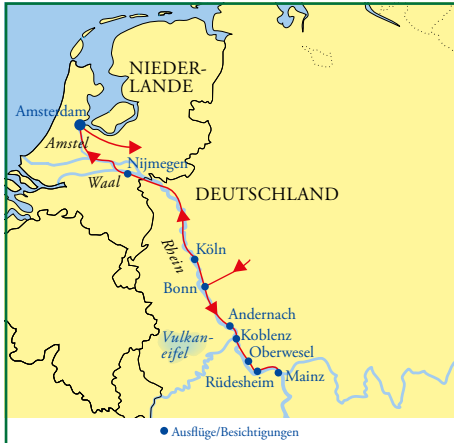 NIEDER-
LANDE
Amsterdam
Amstel
Nijmegen
Waal
DEUTSCHLAND
Rhein
Köln
Bonn
Andernach
Vulkan-
eifel
Koblenz
Oberwesel
Rüdesheim
Mainz
Ausflüge/Besichtigungen